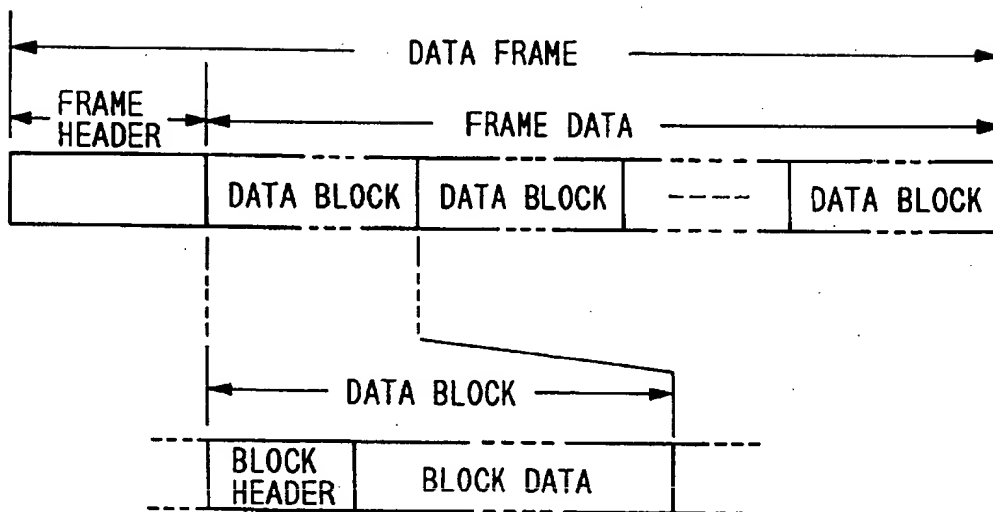 DATA FRAME
FRAME
HEADER
FRAME DATA
DATA BLOCK DATA BLOCK DATA BLOCK
DATA BLOCK
BLOCK
HEADER
BLOCK DATA